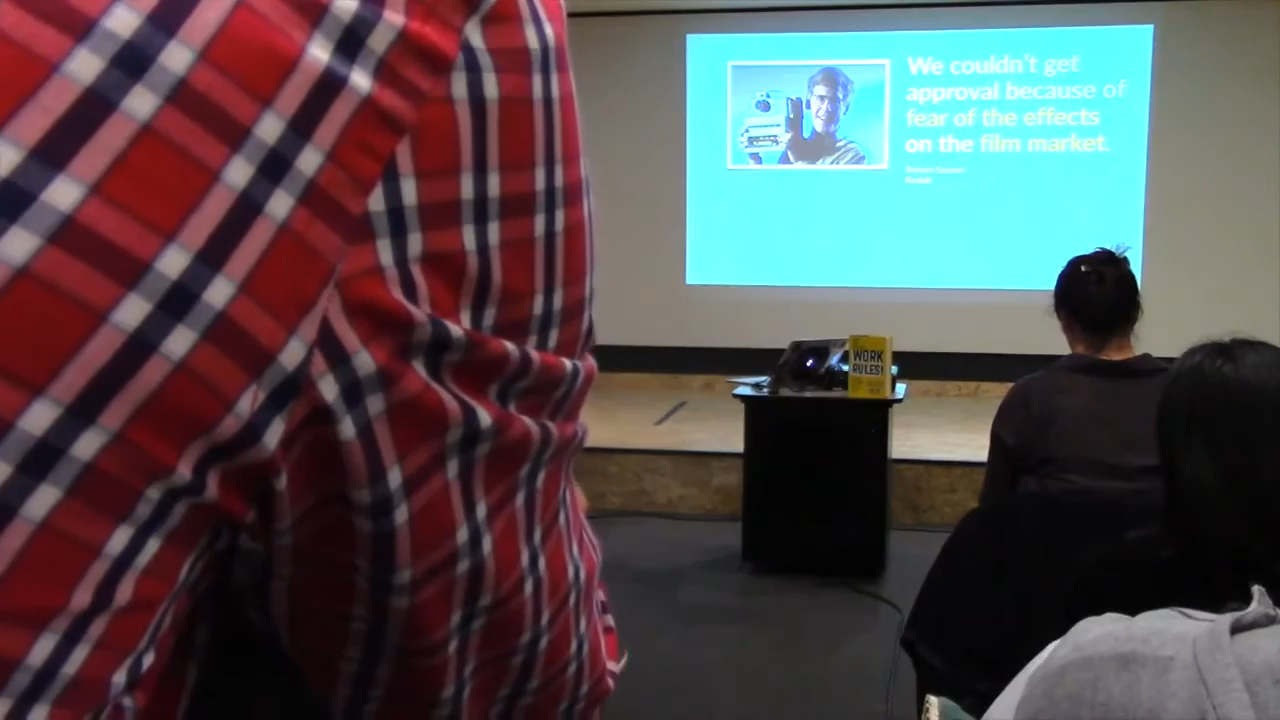 We couldn't get
approval because of
fear of the effects
on the film market.
WORK
RULES!